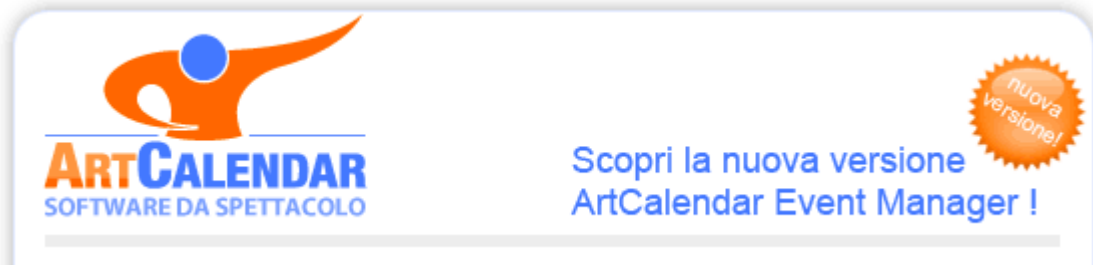 nuova
versione!
ARTCALENDAR
SOFTWARE DA SPETTACOLO
Scopri la nuova versione
ArtCalendar Event Manager !